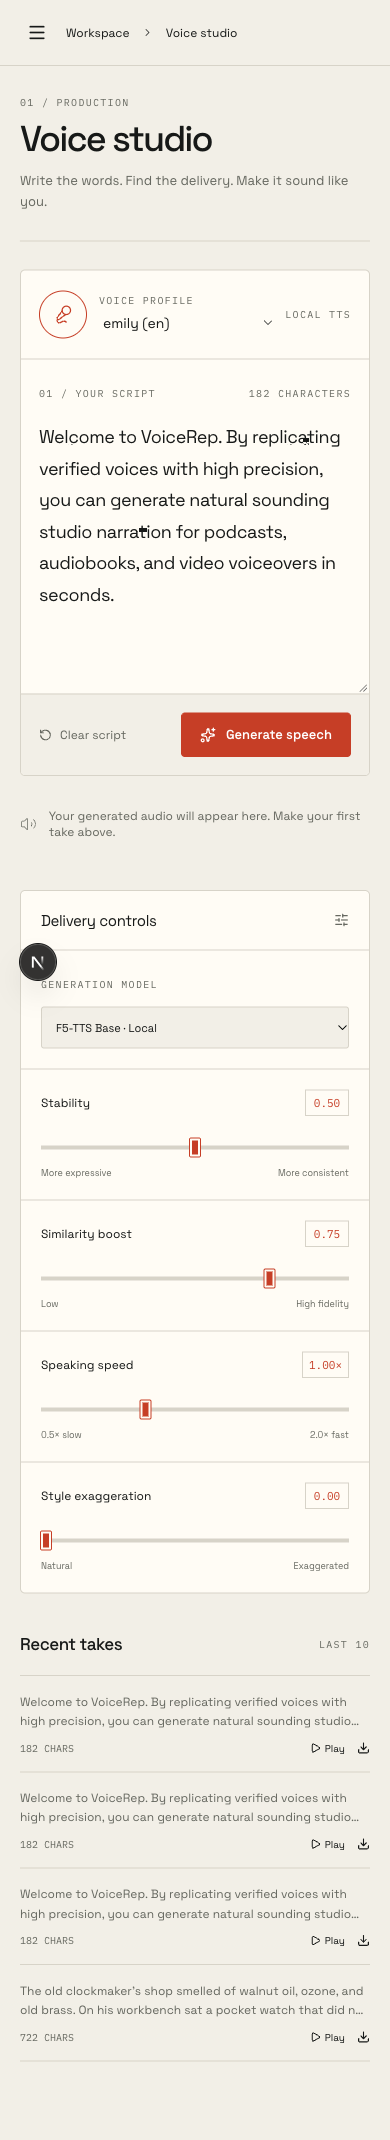 Workspace > Voice studio
01 / PRODUCTION
Voice studio
Write the words. Find the delivery. Make it sound like
you.
VOICE PROFILE
emily (en)
LOCAL TTS
01 / YOUR SCRIPT
182 CHARACTERS
Welcome to VoiceRep. By replicating
verified voices with high precision,
you can generate natural sounding
studio narration for podcasts,
audiobooks, and video voiceovers in
seconds.
Clear script
Generate speech
Your generated audio will appear here. Make your first
take above.
Delivery controls
N
GENERATION MODEL
F5-TTS Base · Local
Stability
0.50
More expressive
More consistent
Similarity boost
0.75
Low
High fidelity
Speaking speed
1.00×
0.5× slow
2.0× fast
Style exaggeration
0.00
Natural
Exaggerated
Recent takes
LAST 10
Welcome to VoiceRep. By replicating verified voices with
high precision, you can generate natural sounding studio…
182 CHARS
Play
Welcome to VoiceRep. By replicating verified voices with
high precision, you can generate natural sounding studio…
182 CHARS
Play
Welcome to VoiceRep. By replicating verified voices with
high precision, you can generate natural sounding studio…
182 CHARS
Play
The old clockmaker's shop smelled of walnut oil, ozone, and
old brass. On his workbench sat a pocket watch that did n…
722 CHARS
Play